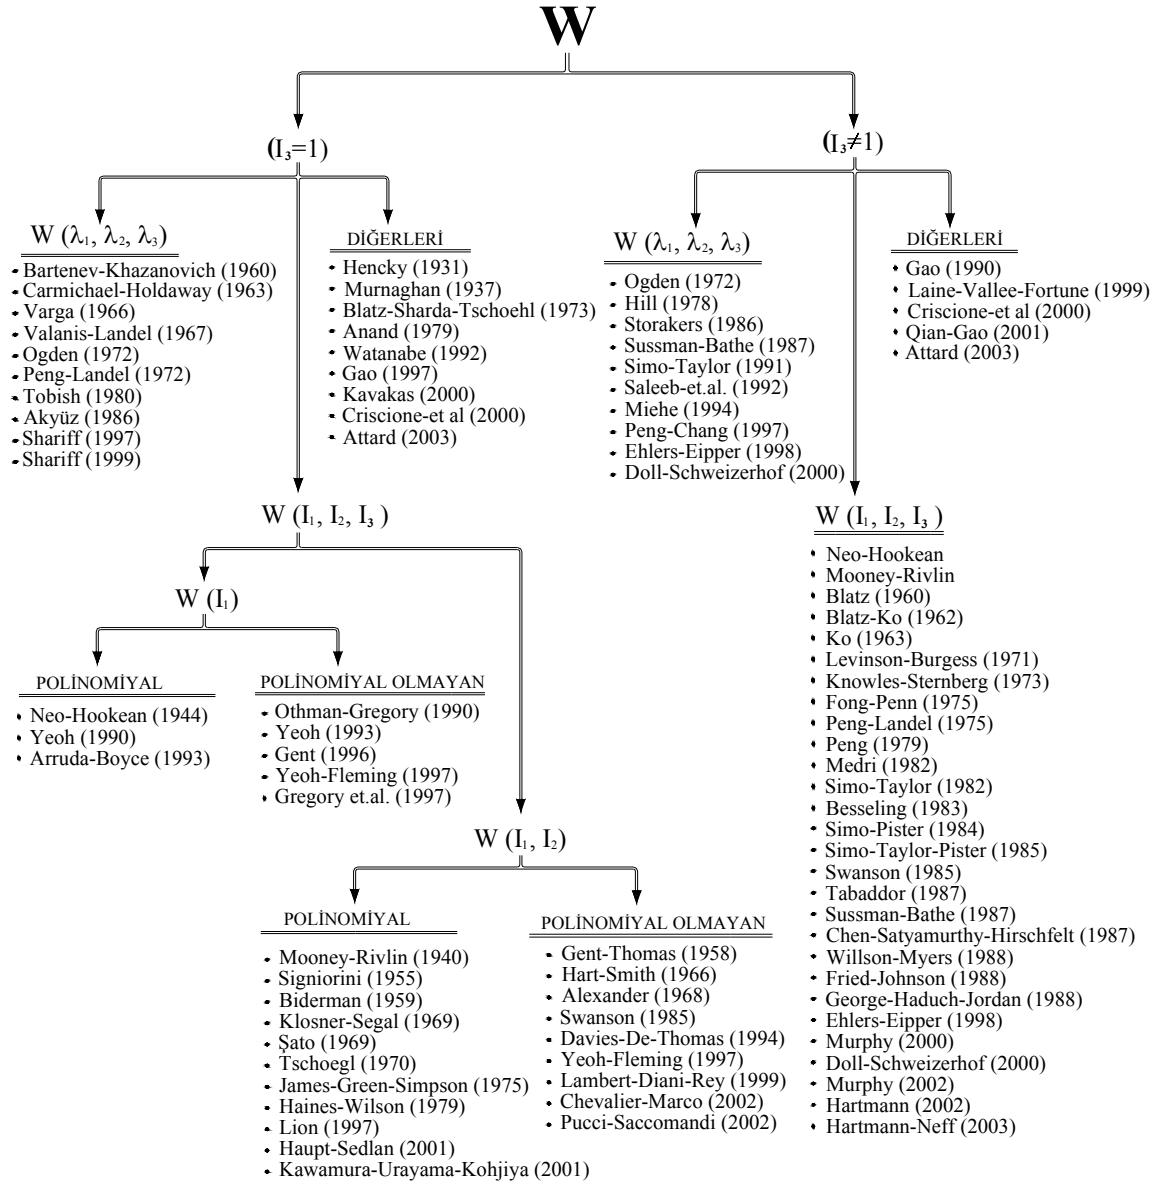 W
(I₃=1)
(I₃≠1)
W (λ₁, λ₂, λ₃)
Bartenev-Khazanovich (1960)
Carmichael-Holdaway (1963)
Varga (1966)
Valanis-Landel (1967)
Ogden (1972)
Peng-Landel (1972)
Tobish (1980)
Akyüz (1986)
Shariff (1997)
Shariff (1999)
DİĞERLERİ
Hencky (1931)
Murnaghan (1937)
Blatz-Sharda-Tschoehl (1973)
Anand (1979)
Watanabe (1992)
Gao (1997)
Kavakas (2000)
Criscione-et al (2000)
Attard (2003)
W (λ₁, λ₂, λ₃)
Ogden (1972)
Hill (1978)
Storakers (1986)
Sussman-Bathe (1987)
Simo-Taylor (1991)
Saleeb-et.al. (1992)
Miehe (1994)
Peng-Chang (1997)
Ehlers-Eipper (1998)
Doll-Schweizerhof (2000)
DİĞERLERİ
Gao (1990)
Laine-Vallee-Fortune (1999)
Criscione-et al (2000)
Qian-Gao (2001)
Attard (2003)
W (I₁, I₂, I₃ )
W (I₁)
POLİNOMİYAL
Neo-Hookean (1944)
Yeoh (1990)
Arruda-Boyce (1993)
POLİNOMİYAL OLMAYAN
Othman-Gregory (1990)
Yeoh (1993)
Gent (1996)
Yeoh-Fleming (1997)
Gregory et.al. (1997)
W (I₁, I₂)
POLİNOMİYAL
Mooney-Rivlin (1940)
Signiorini (1955)
Biderman (1959)
Klosner-Segal (1969)
Şato (1969)
Tschoegl (1970)
James-Green-Simpson (1975)
Haines-Wilson (1979)
Lion (1997)
Haupt-Sedlan (2001)
Kawamura-Urayama-Kohjiya (2001)
POLİNOMİYAL OLMAYAN
Gent-Thomas (1958)
Hart-Smith (1966)
Alexander (1968)
Swanson (1985)
Davies-De-Thomas (1994)
Yeoh-Fleming (1997)
Lambert-Diani-Rey (1999)
Chevalier-Marco (2002)
Pucci-Saccomandi (2002)
W (I₁, I₂, I₃ )
Neo-Hookean
Mooney-Rivlin
Blatz (1960)
Blatz-Ko (1962)
Ko (1963)
Levinson-Burgess (1971)
Knowles-Sternberg (1973)
Fong-Penn (1975)
Peng-Landel (1975)
Peng (1979)
Medri (1982)
Simo-Taylor (1982)
Besseling (1983)
Simo-Pister (1984)
Simo-Taylor-Pister (1985)
Swanson (1985)
Tabaddor (1987)
Sussman-Bathe (1987)
Chen-Satyamurthy-Hirschfelt (1987)
Willson-Myers (1988)
Fried-Johnson (1988)
George-Haduch-Jordan (1988)
Ehlers-Eipper (1998)
Murphy (2000)
Doll-Schweizerhof (2000)
Murphy (2002)
Hartmann (2002)
Hartmann-Neff (2003)